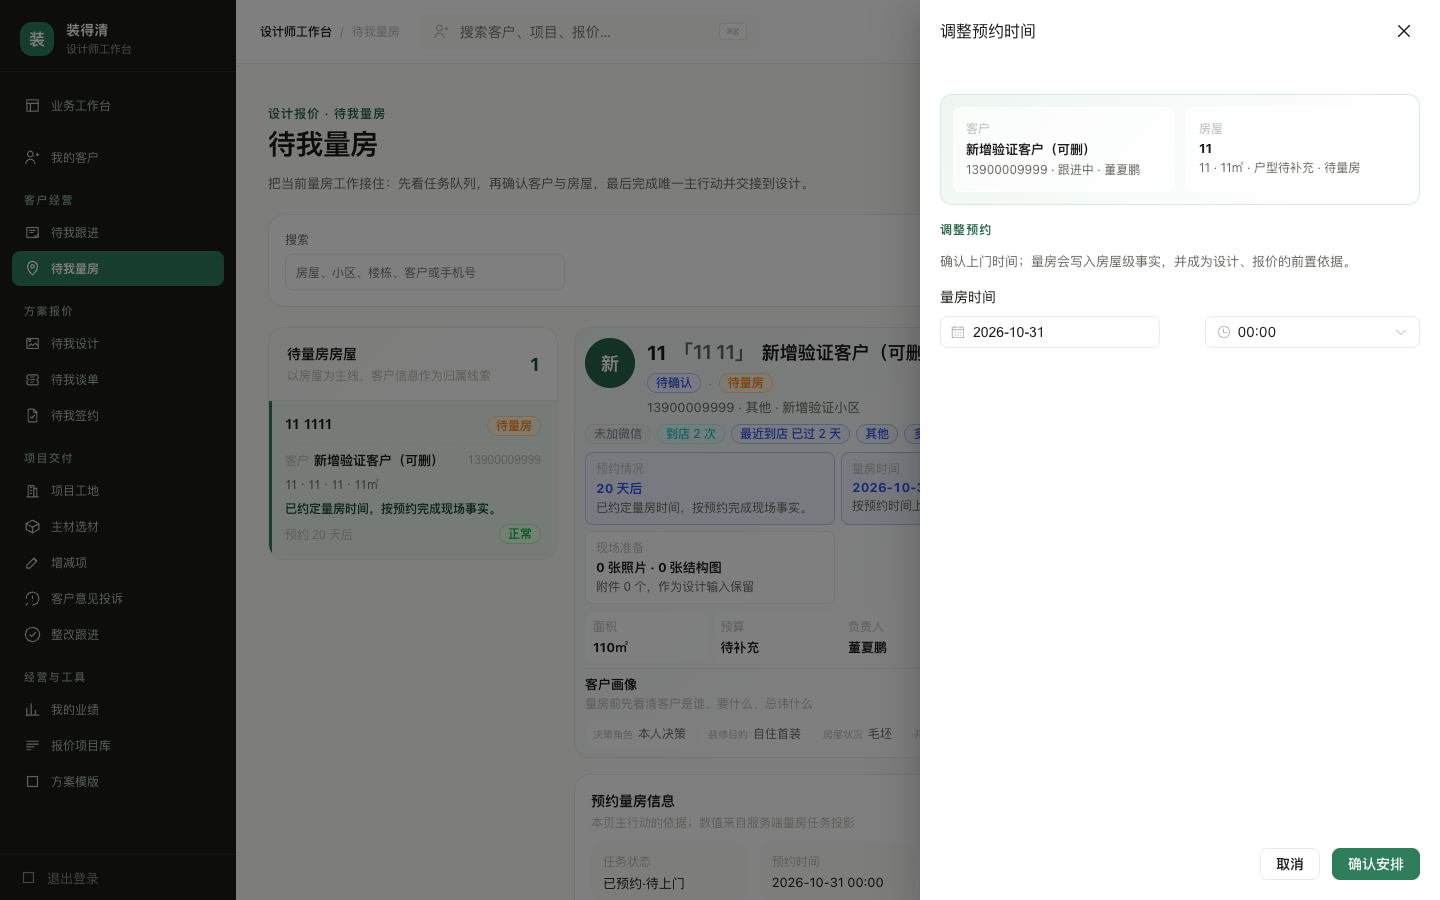 装
装得清
设计师工作台
业务工作台
我的客户
客户经营
待我跟进
待我量房
方案报价
待我设计
待我谈单
待我签约
项目交付
项目工地
主材选材
增减项
客户意见投诉
整改跟进
经营与工具
我的业绩
报价项目库
方案模版
退出登录
设计师工作台 / 待我量房
搜索客户、项目、报价...
⌘K
设计报价 · 待我量房
待我量房
把当前量房工作接住：先看任务队列，再确认客户与房屋，最后完成唯一主行动并交接到设计。
搜索
房屋、小区、楼栋、客户或手机号
待量房房屋
以房屋为主线，客户信息作为归属线索
1
11 1111
待量房
客户 新增验证客户（可删）
13900009999
11 · 11 · 11 · 11㎡
已约定量房时间，按预约完成现场事实。
预约 20 天后
正常
新
11 「11 11」 新增验证客户（可删
待确认 · 待量房
13900009999 · 其他 · 新增验证小区
未加微信
到店 2 次
最近到店 已过 2 天
其他
预约情况
20 天后
已约定量房时间，按预约完成现场事实。
量房时间
2026-10-3
按预约时间上
现场准备
0 张照片 · 0 张结构图
附件 0 个，作为设计输入保留
面积
110㎡
预算
待补充
负责人
董夏鹏
客户画像
量房前先看清客户是谁、要什么、忌讳什么
决策角色 本人决策
装修目的 自住首装
房屋状况 毛坯
预约量房信息
本页主行动的依据；数值来自服务端量房任务投影
任务状态
已预约·待上门
预约时间
2026-10-31 00:00
调整预约时间
客户
新增验证客户（可删）
13900009999 · 跟进中 · 董夏鹏
房屋
11
11 · 11㎡ · 户型待补充 · 待量房
调整预约
确认上门时间；量房会写入房屋级事实，并成为设计、报价的前置依据。
量房时间
2026-10-31
00:00
取消
确认安排